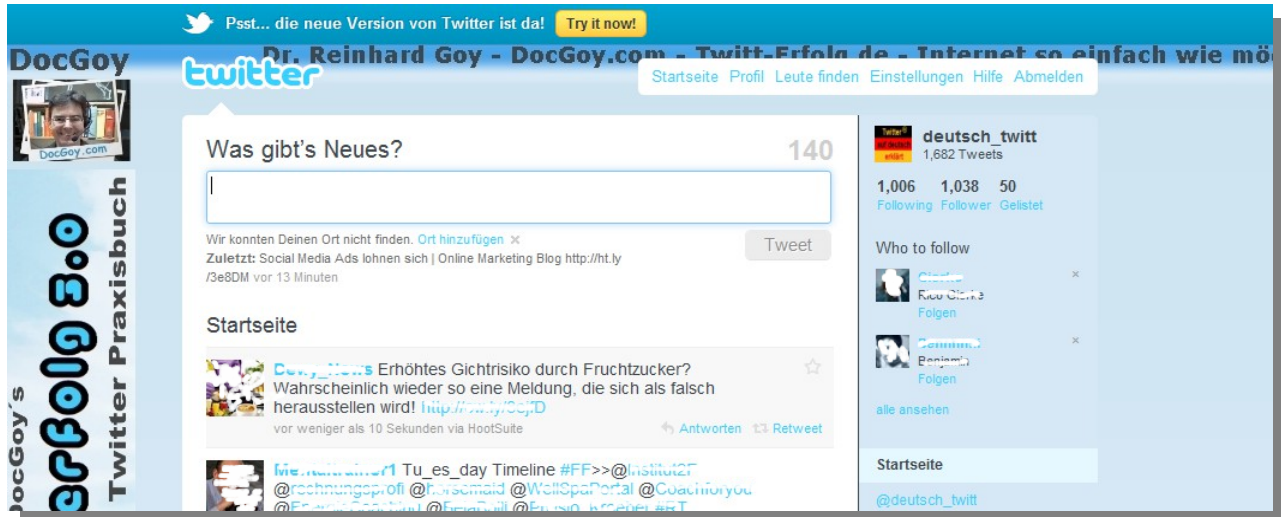 Psst... die neue Version von Twitter ist da! Try it now!
DocGoy
Dr. Reinhard Goy - DocGoy.com - Twitt-Erfolg de - Internet so einfach wie mö
twitter
Startseite Profil Leute finden Einstellungen Hilfe Abmelden
DocGoy.com
DocGoy's
Twitter Praxisbuch
Was gibt's Neues? 140
Wir konnten Deinen Ort nicht finden. Ort hinzufügen ×
Zuletzt: Social Media Ads lohnen sich | Online Marketing Blog http://ht.ly
/3e8DM vor 13 Minuten
Tweet
Startseite
Erhöhtes Gichtrisiko durch Fruchtzucker?
Wahrscheinlich wieder so eine Meldung, die sich als falsch
herausstellen wird!
vor weniger als 10 Sekunden via HootSuite Antworten Retweet
Tu_es_day Timeline #FF>>@
deutsch_twitt
1,682 Tweets
1,006 1,038 50
Following Follower Gelistet
Who to follow
×
Folgen
×
Folgen
alle ansehen
Startseite
@deutsch_twitt